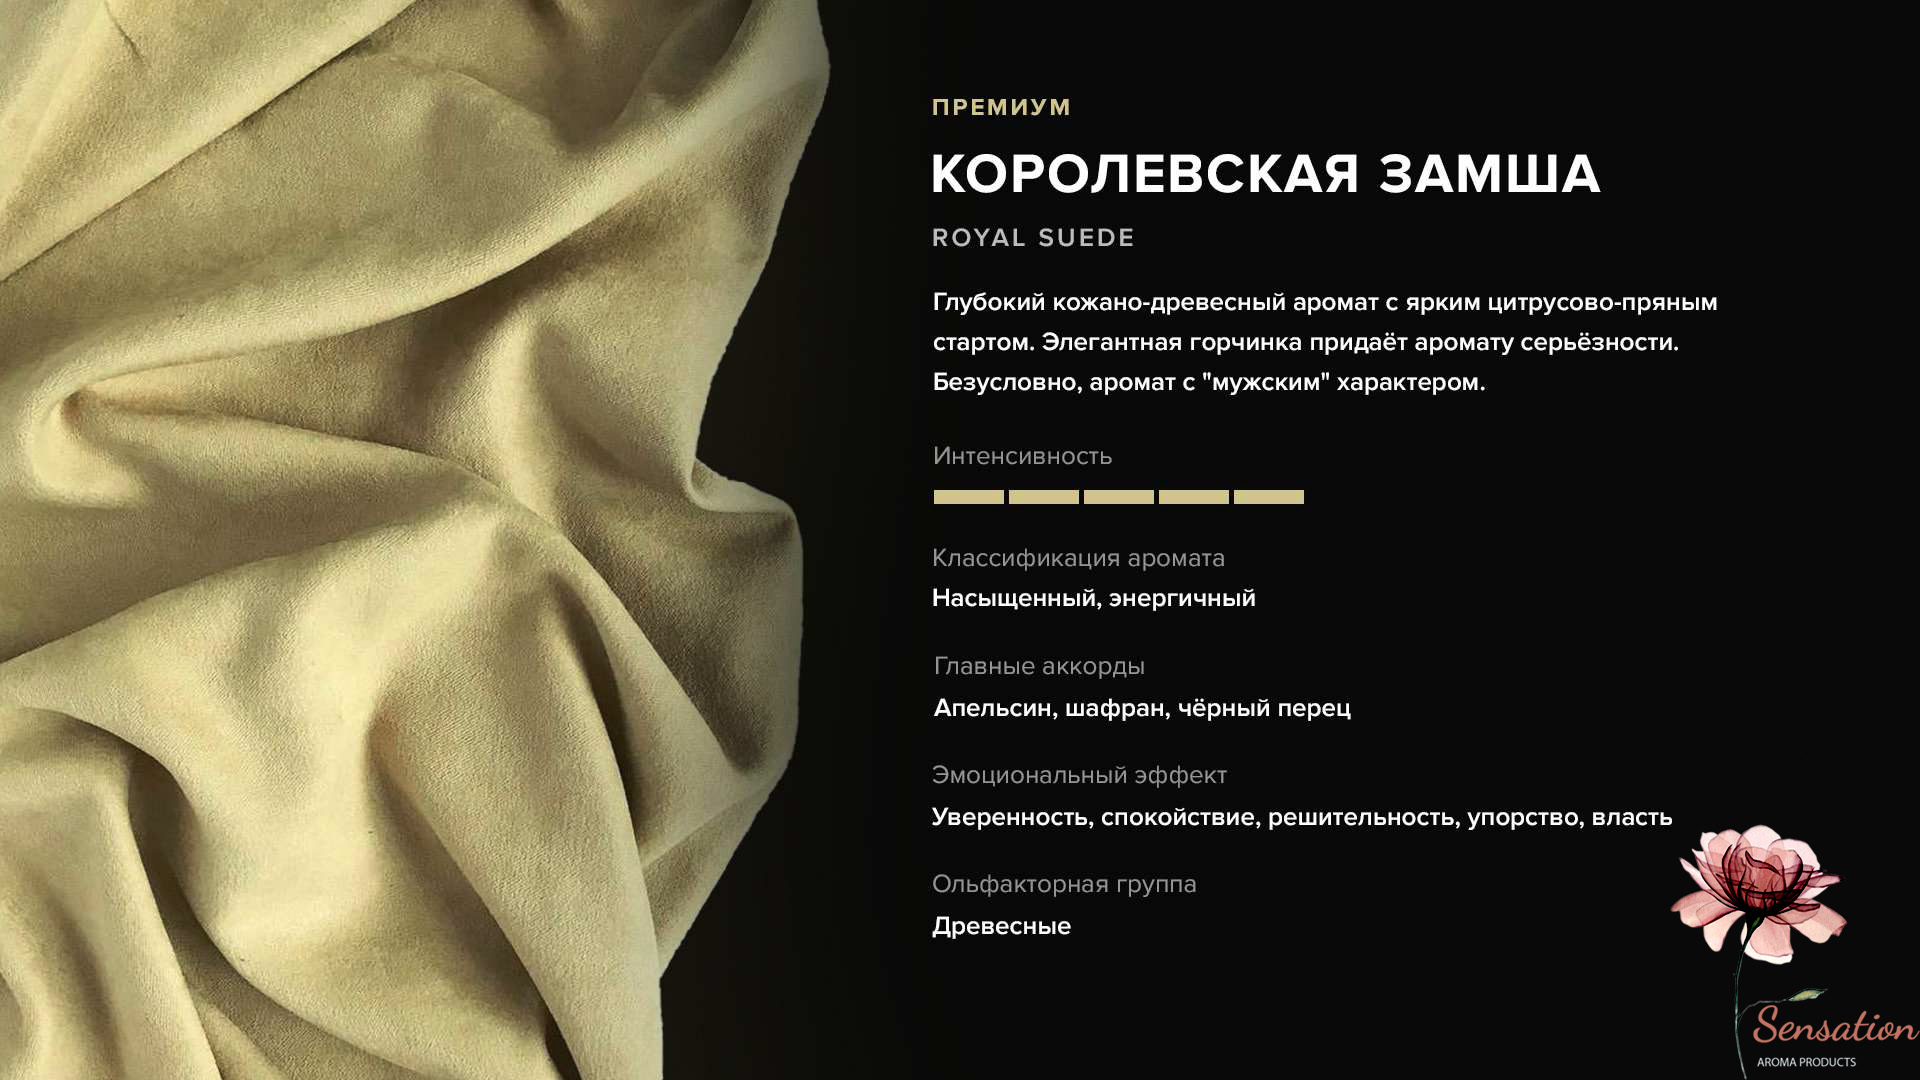 ПРЕМИУМ
КОРОЛЕВСКАЯ ЗАМША
ROYAL SUEDE
Глубокий кожано-древесный аромат с ярким цитрусово-пряным
стартом. Элегантная горчинка придаёт аромату серьёзности.
Безусловно, аромат с "мужским" характером.
Интенсивность
Классификация аромата
Насыщенный, энергичный
Главные аккорды
Апельсин, шафран, чёрный перец
Эмоциональный эффект
Уверенность, спокойствие, решительность, упорство, власть
Ольфакторная группа
Древесные
Sensation
AROMA PRODUCTS